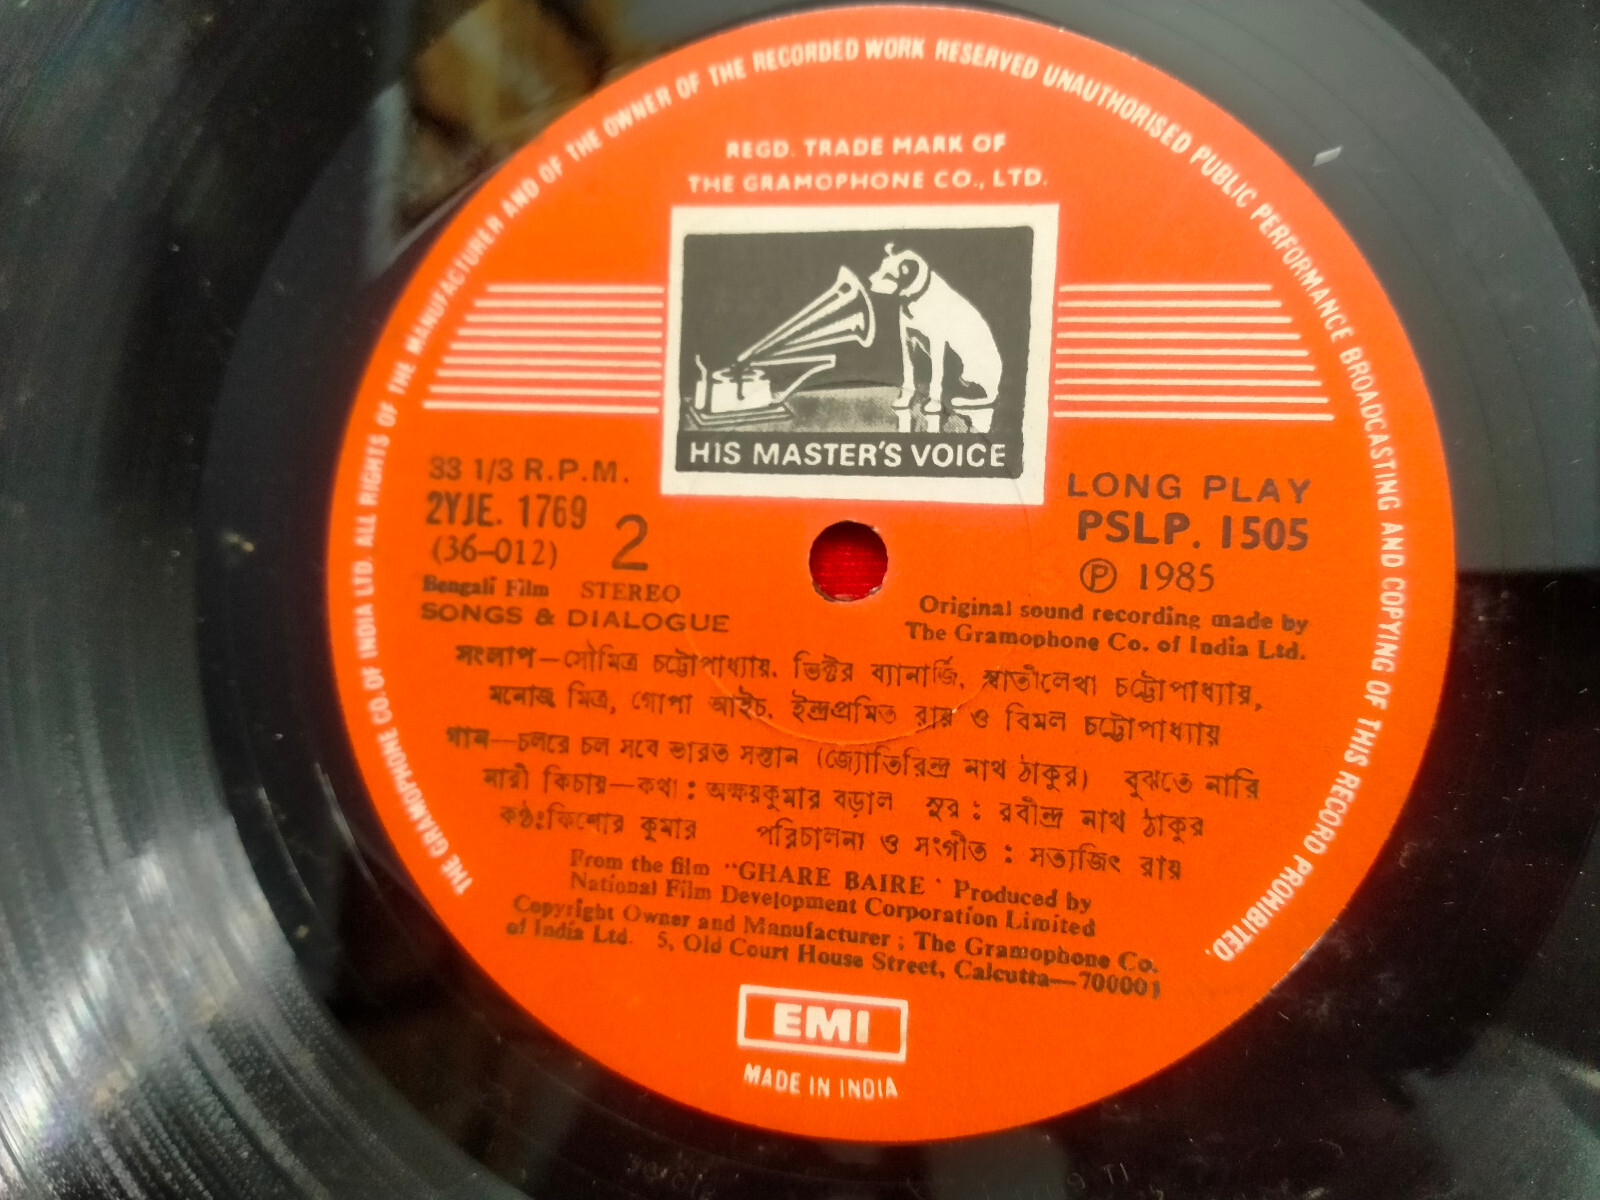 THE GRAMOPHONE CO. OF INDIA LTD. ALL RIGHTS OF THE MANUFACTURER AND OF THE OWNER OF THE RECORDED WORK RESERVED UNAUTHORISED PUBLIC PERFORMANCE BROADCASTING AND COPYING OF THIS RECORD PROHIBITED.
REGD. TRADE MARK OF
THE GRAMOPHONE CO., LTD.
HIS MASTER'S VOICE
33 1/3 R.P.M.
2YJE. 1769
(36-012)
2
Bengali Film STEREO
SONGS & DIALOGUE
LONG PLAY
PSLP. 1505
Ⓟ 1985
Original sound recording made by
The Gramophone Co. of India Ltd.
সংলাপ—সৌমিত্র চট্টোপাধ্যায়, ভিক্টর ব্যানার্জি, স্বাতীলেখা চট্টোপাধ্যায়,
মনোজ মিত্র, গোপা আইচ, ইন্দ্রপ্রমিত রায় ও বিমল চট্টোপাধ্যায়
গান—চলরে চল সবে ভারত সন্তান (জ্যোতিরিন্দ্র নাথ ঠাকুর) বুঝতে নারি
নারী কিচায়—কথা : অক্ষয়কুমার বড়াল সুর : রবীন্দ্র নাথ ঠাকুর
কণ্ঠ:কিশোর কুমার পরিচালনা ও সংগীত : সত্যজিৎ রায়
From the film "GHARE BAIRE ' Produced by
National Film Development Corporation Limited
Copyright Owner and Manufacturer ; The Gramophone Co.
of India Ltd. 5, Old Court House Street, Calcutta—700001
EMI
MADE IN INDIA